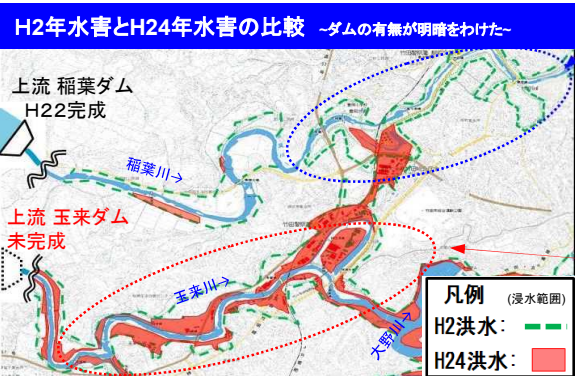 H2年水害とH24年水害の比較 ~ダムの有無が明暗をわけた~
上流 稲葉ダム
H22完成
稲葉川→
上流 玉来ダム
未完成
玉来川→
大野川→
凡例 (浸水範囲)
H2洪水:
H24洪水: